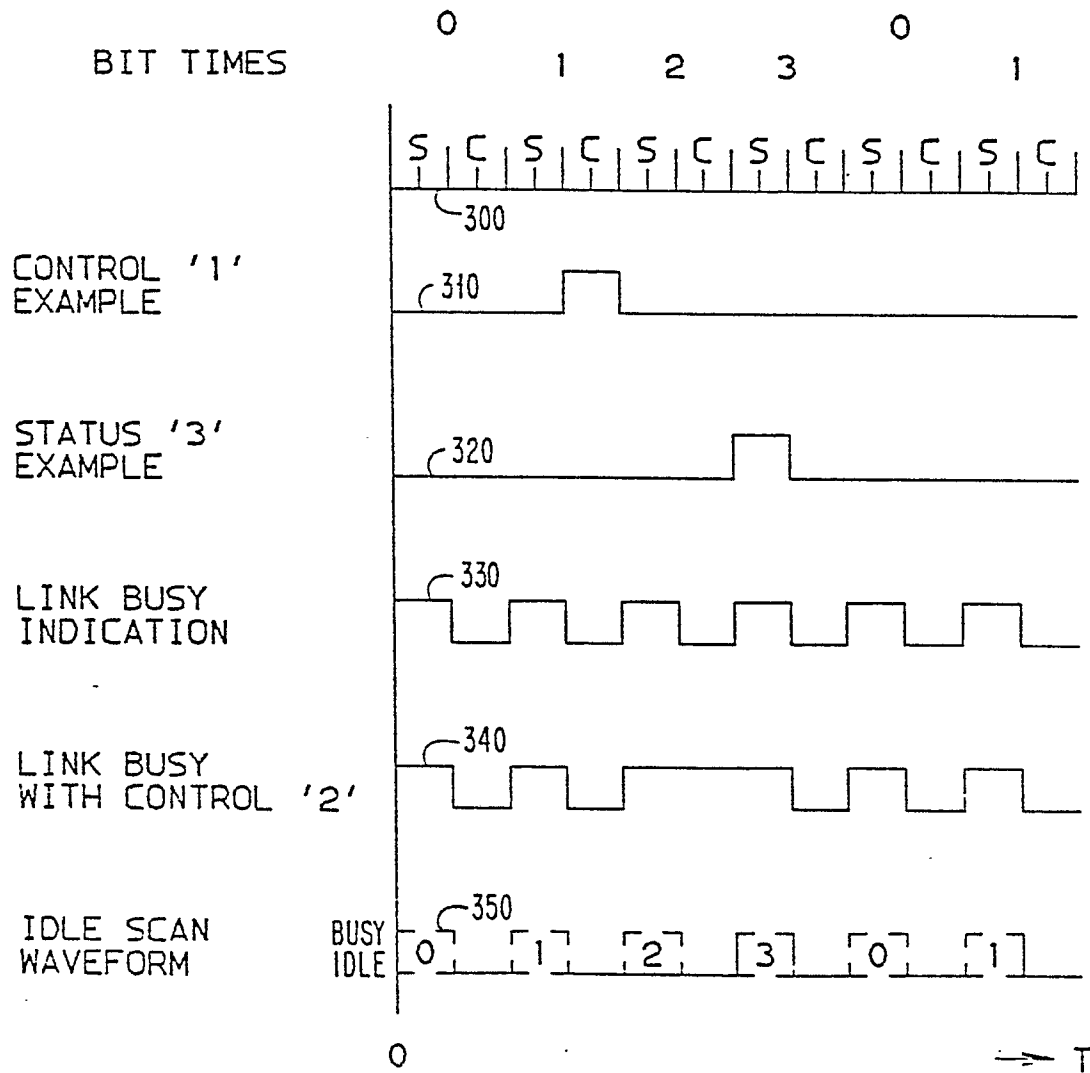 0 0
BIT TIMES 1 2 3 1
S C S C S C S C S C S C
300
CONTROL '1'
EXAMPLE
310
STATUS '3'
EXAMPLE
320
LINK BUSY
INDICATION
330
LINK BUSY
WITH CONTROL '2'
340
IDLE SCAN
WAVEFORM
BUSY
IDLE
350
0 1 2 3 0 1
0 T